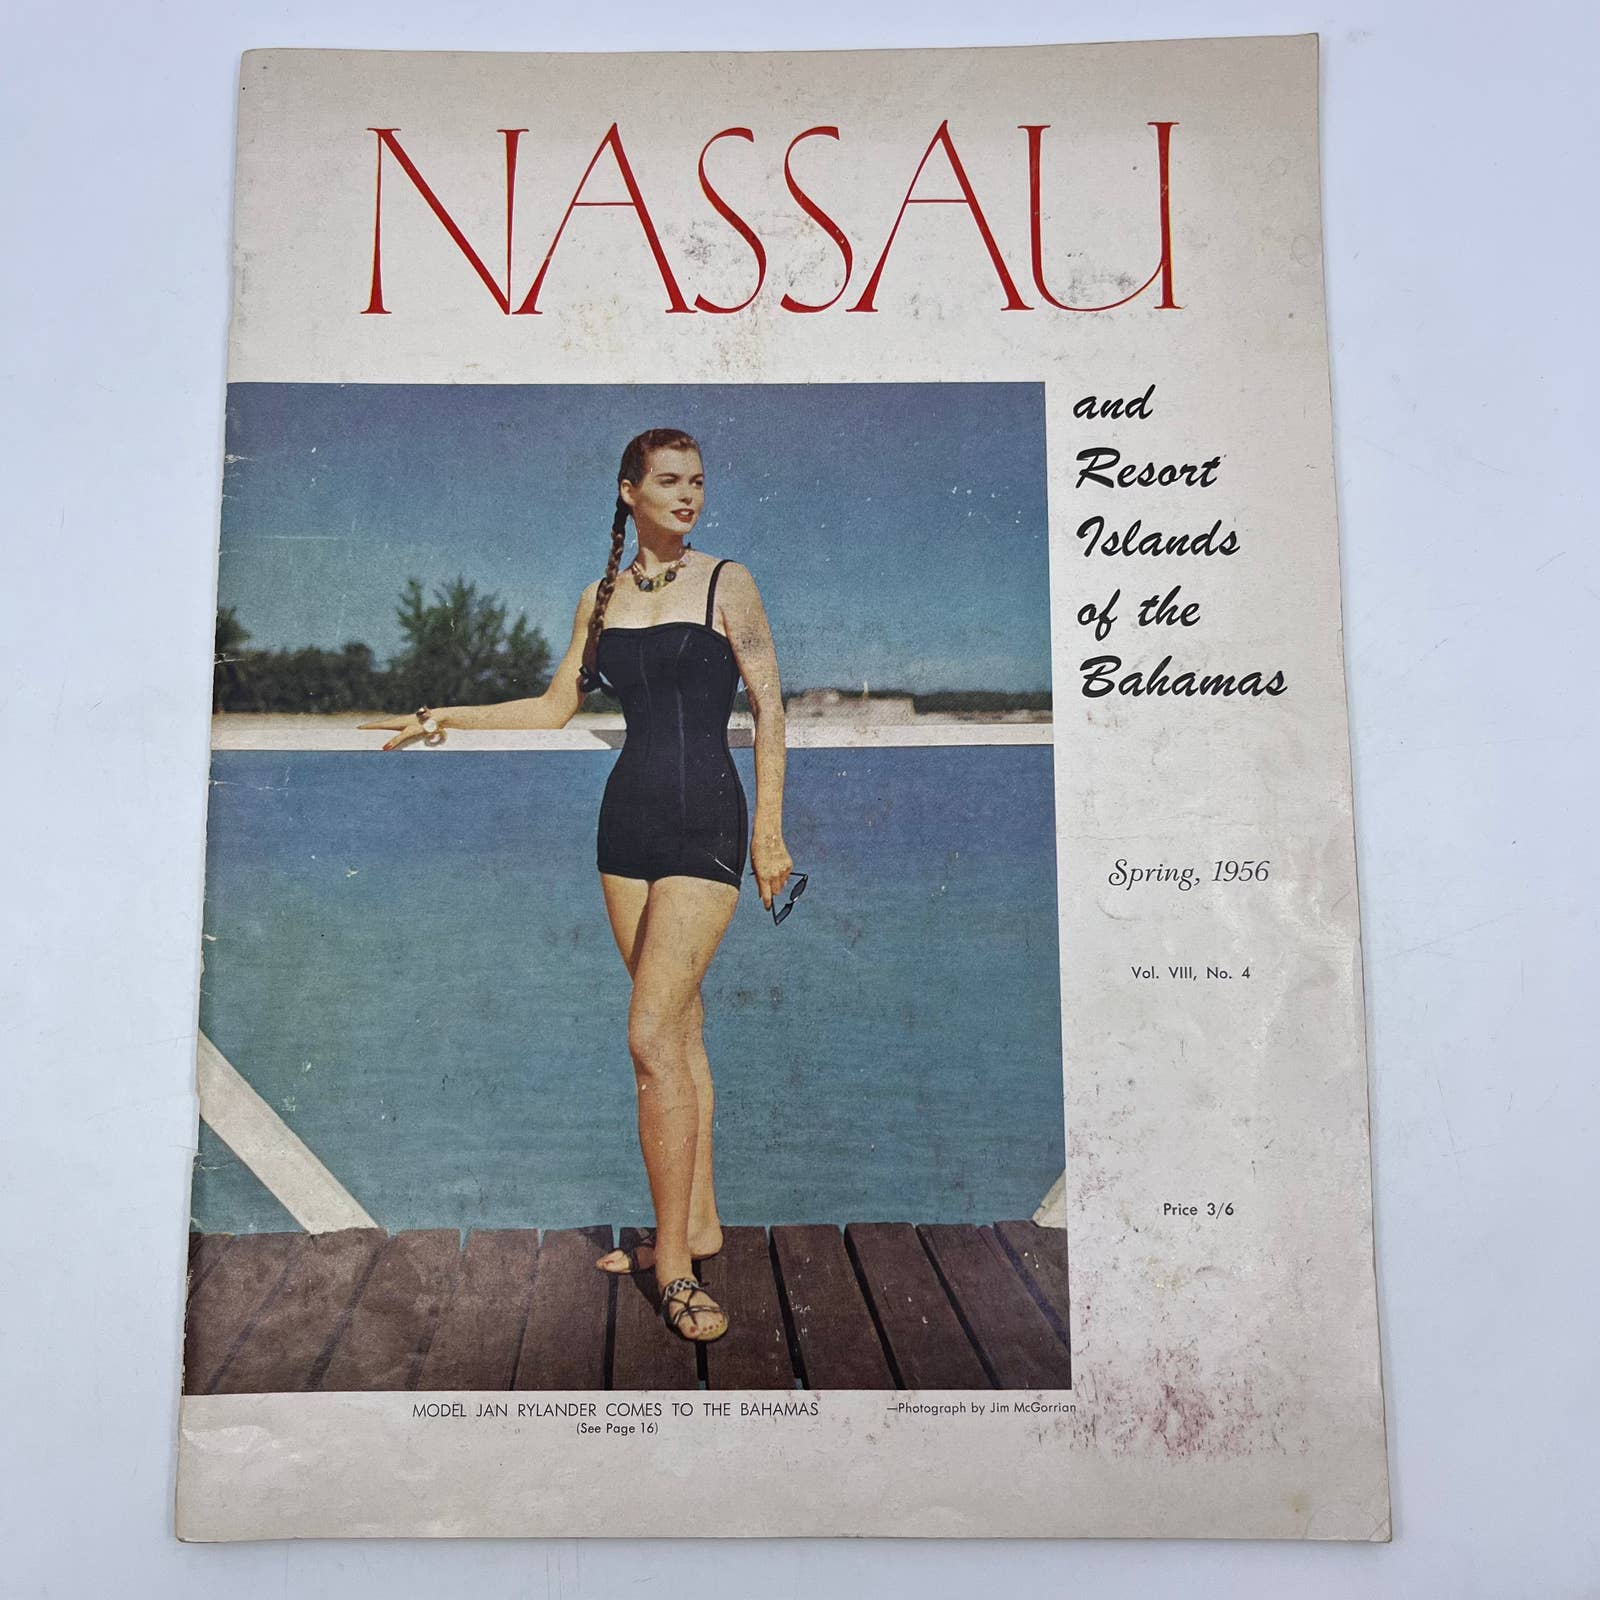 NASSAU
and
Resort
Islands
of the
Bahamas
Spring, 1956
Vol. VIII, No. 4
Price 3/6
MODEL JAN RYLANDER COMES TO THE BAHAMAS
(See Page 16)
—Photograph by Jim McGorrian